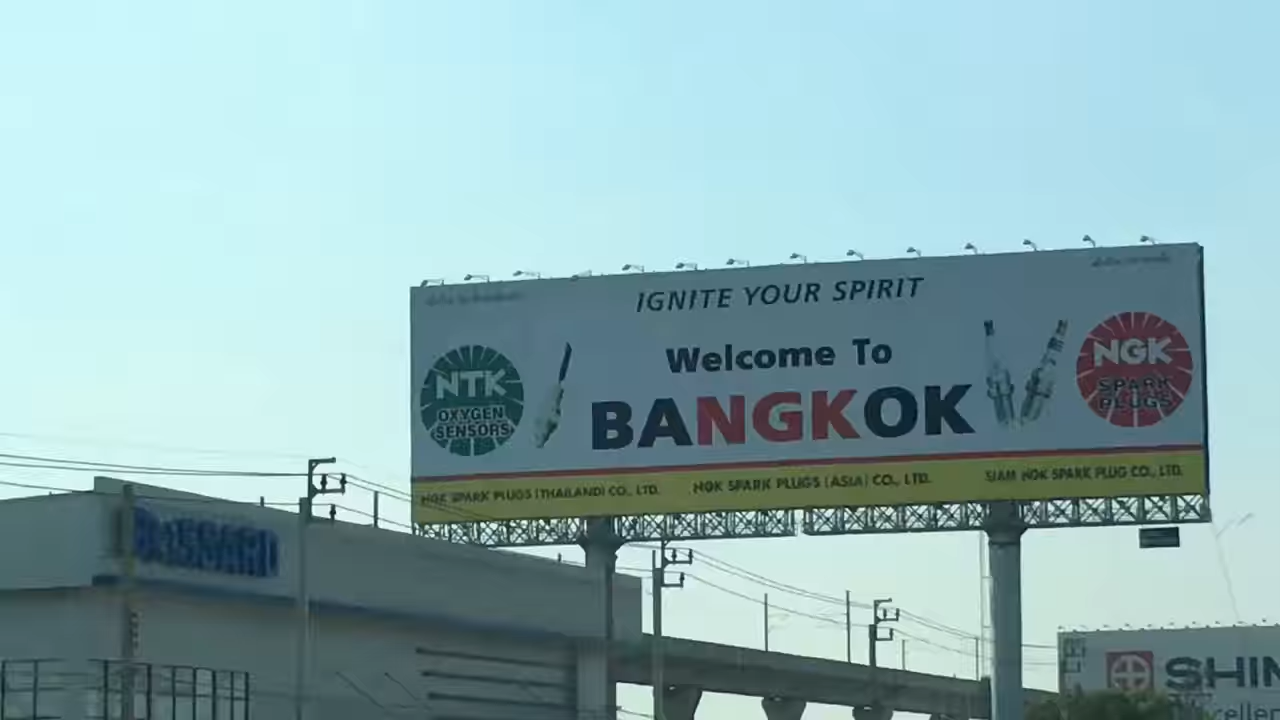 IGNITE YOUR SPIRIT
Welcome To
BANGKOK
NTK
OXYGEN
SENSORS
NGK
SPARK
PLUGS
NGK SPARK PLUGS (THAILAND) CO., LTD.
NGK SPARK PLUGS (ASIA) CO., LTD.
SIAM NGK SPARK PLUG CO., LTD.
SHIN